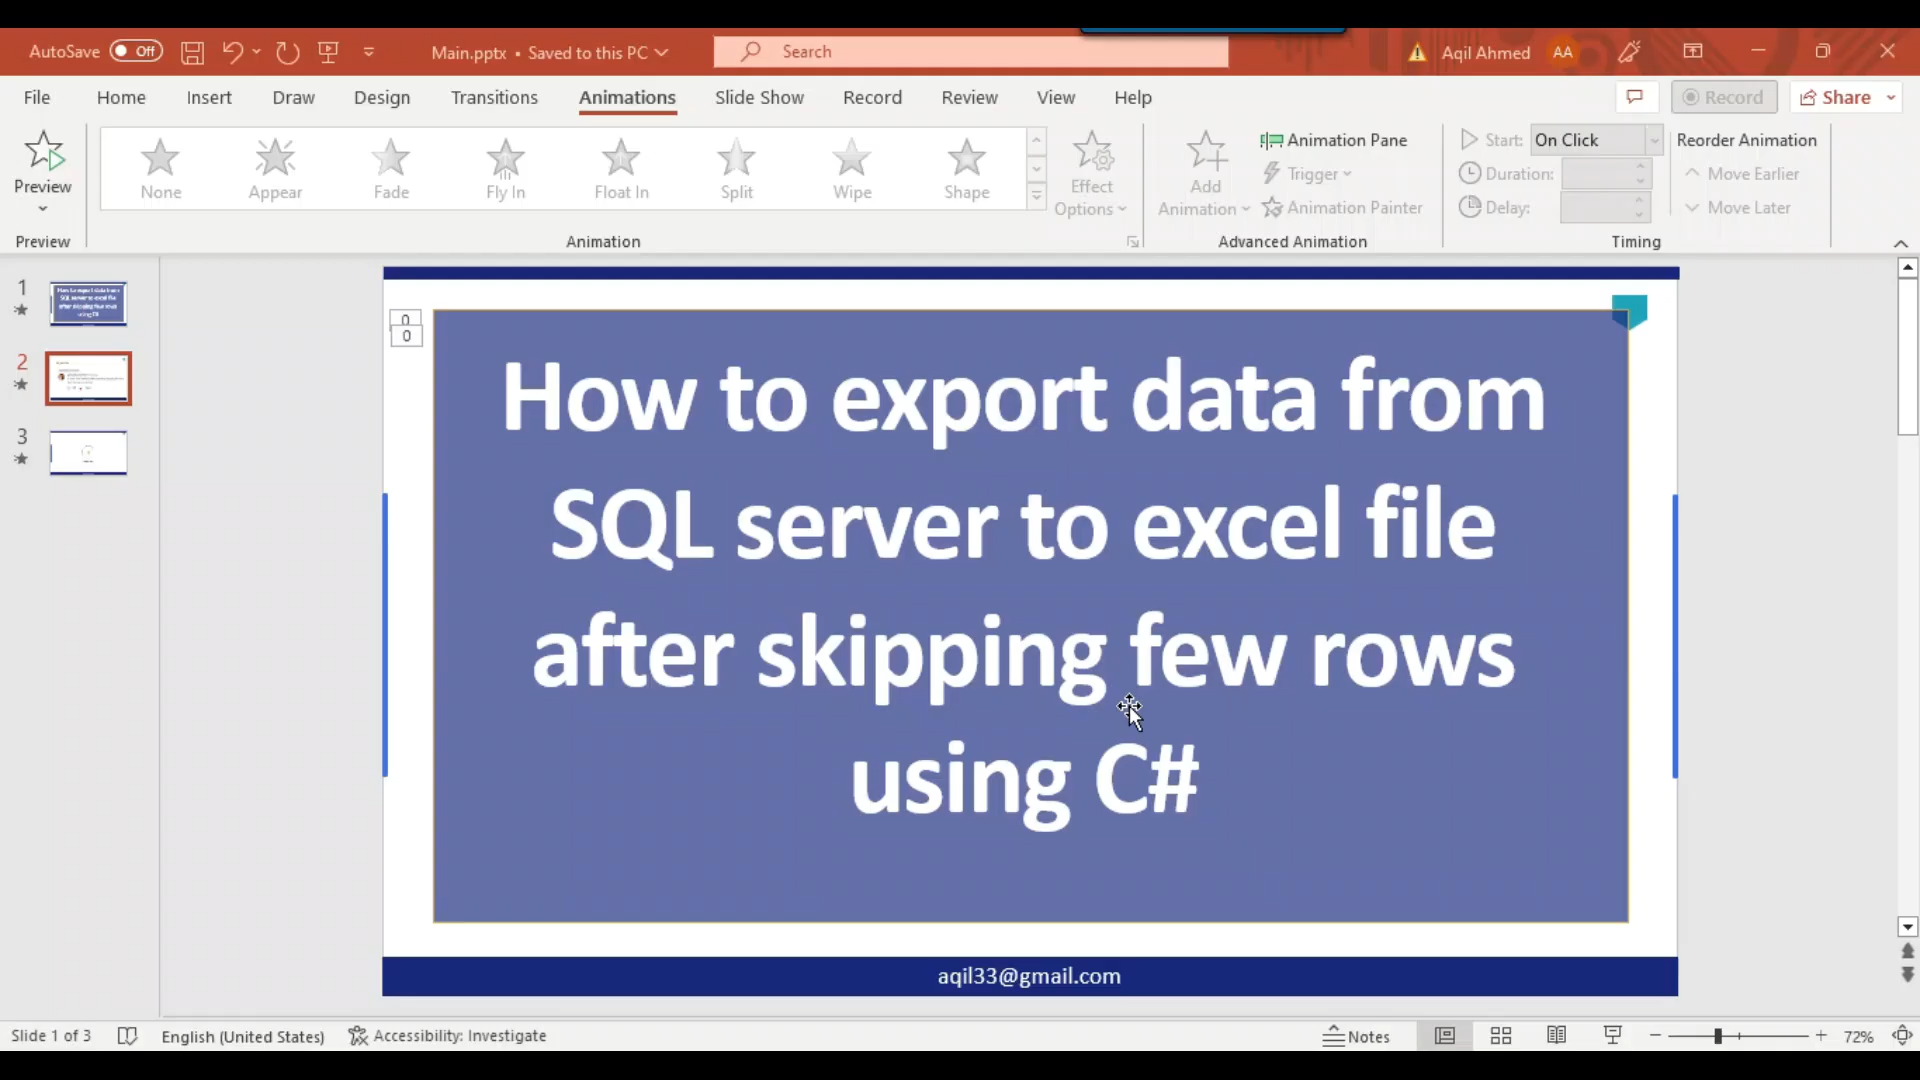 AutoSave Off Main.pptx • Saved to this PC Search Aqil Ahmed AA
File Home Insert Draw Design Transitions Animations Slide Show Record Review View Help Record Share
Preview
None Appear Fade Fly In Float In Split Wipe Shape
Effect Options
Add Animation
Animation Pane
Trigger
Animation Painter
Start: On Click
Duration:
Delay:
Reorder Animation
Move Earlier
Move Later
Preview Animation Advanced Animation Timing
1
2
3
0
0
How to export data from
SQL server to excel file
after skipping few rows
using C#
aqil33@gmail.com
Slide 1 of 3 English (United States) Accessibility: Investigate Notes 72%